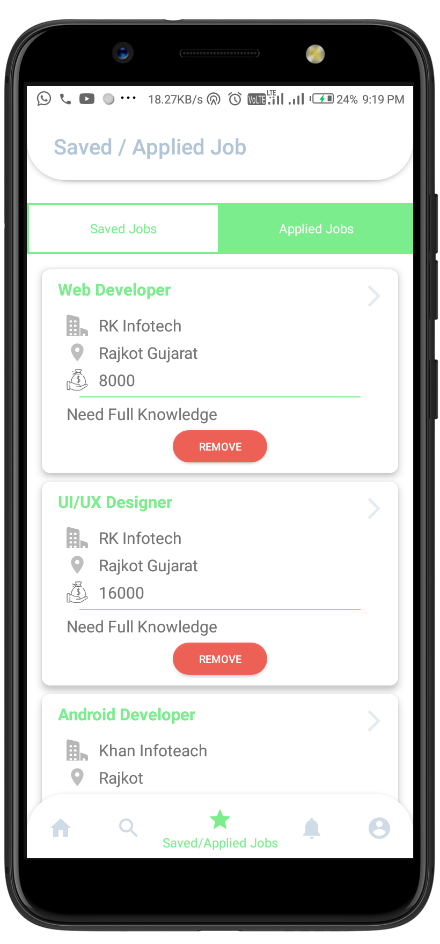 18.27KB/s VoLTE LTE 24% 9:19 PM
Saved / Applied Job
Saved Jobs Applied Jobs
Web Developer
RK Infotech
Rajkot Gujarat
8000
Need Full Knowledge
REMOVE
UI/UX Designer
RK Infotech
Rajkot Gujarat
16000
Need Full Knowledge
REMOVE
Android Developer
Khan Infoteach
Rajkot
Saved/Applied Jobs